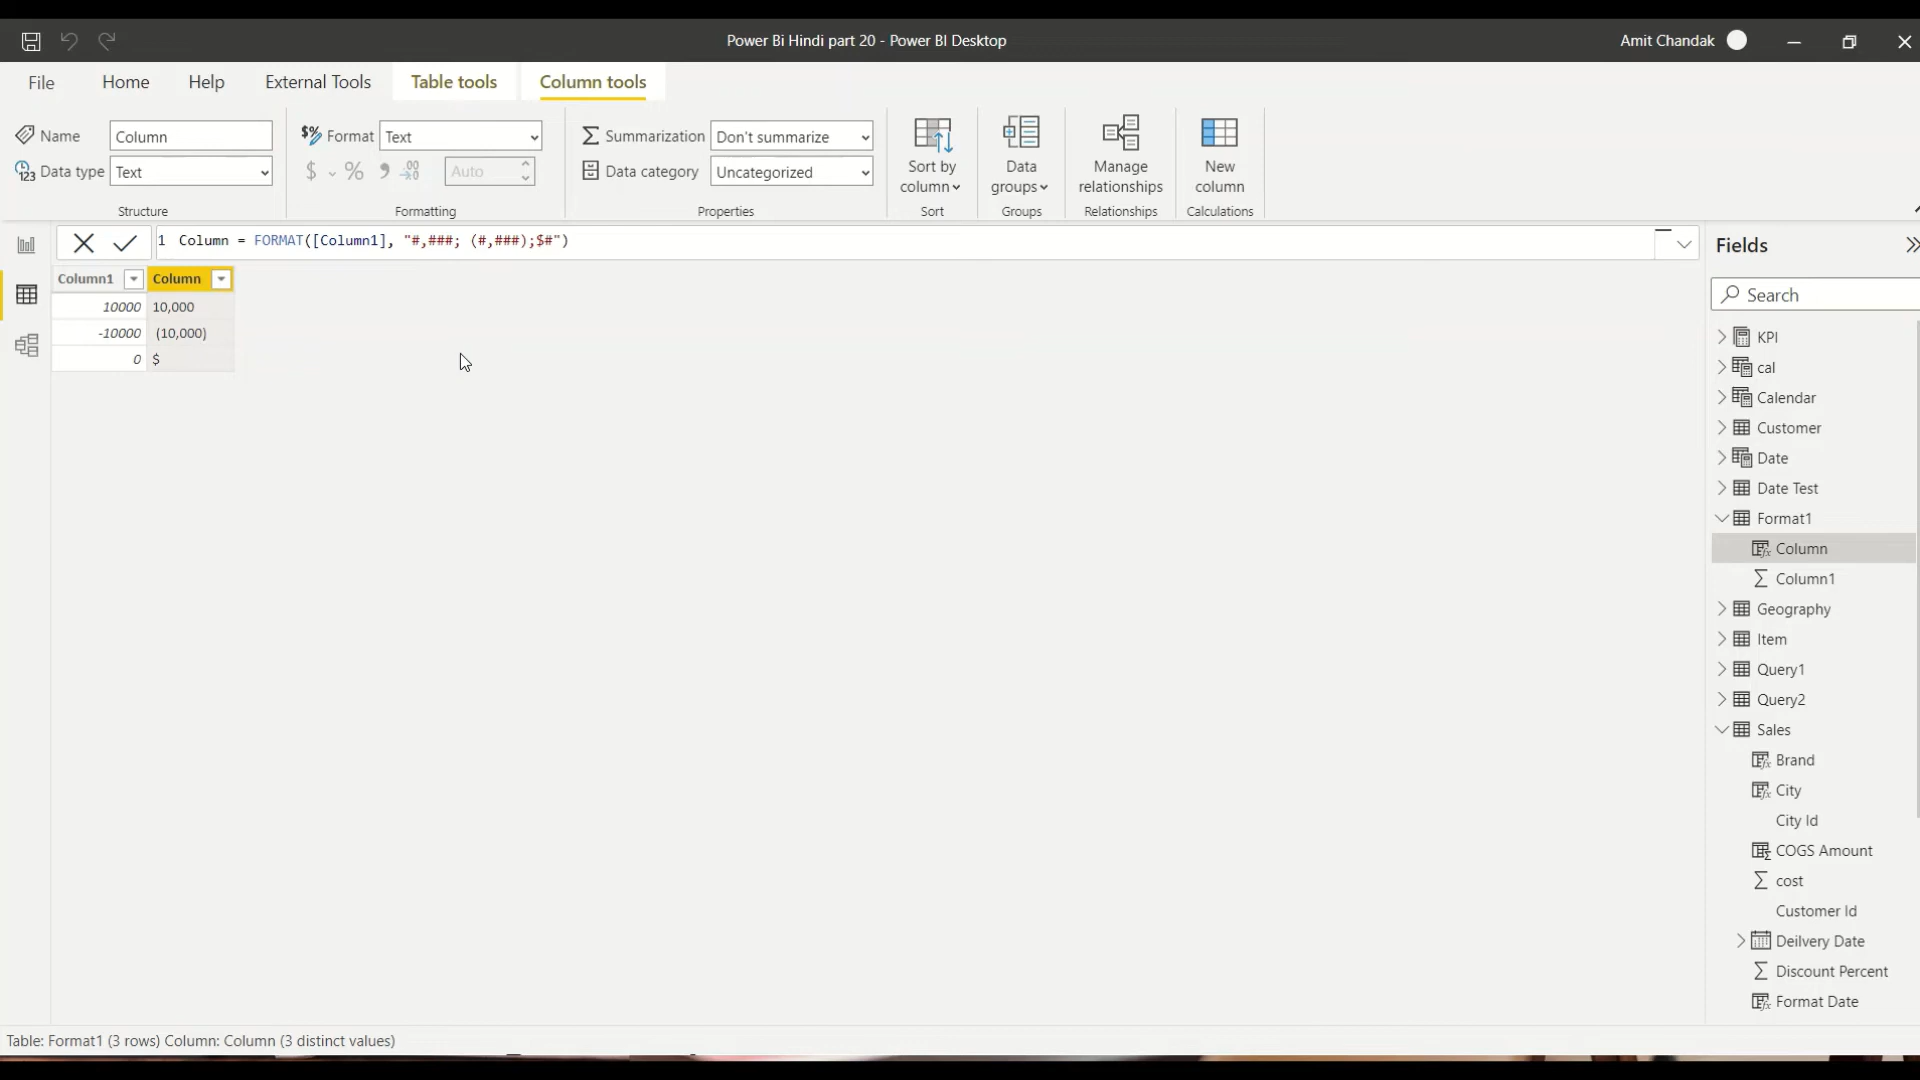 Power Bi Hindi part 20 - Power BI Desktop
Amit Chandak
File Home Help External Tools Table tools Column tools
Name Column $% Format Text Summarization Don't summarize
Data type Text $ % 9 Auto Data category Uncategorized
Sort by column
Data groups
Manage relationships
New column
Structure Formatting Properties Sort Groups Relationships Calculations
1 Column = FORMAT([Column1], "#,###; (#,###);$#")
Column1 Column
10000 10,000
-10000 (10,000)
0 $
Fields
Search
KPI
cal
Calendar
Customer
Date
Date Test
Format1
Column
Column1
Geography
Item
Query1
Query2
Sales
Brand
City
City Id
COGS Amount
cost
Customer Id
Deilvery Date
Discount Percent
Format Date
Table: Format1 (3 rows) Column: Column (3 distinct values)